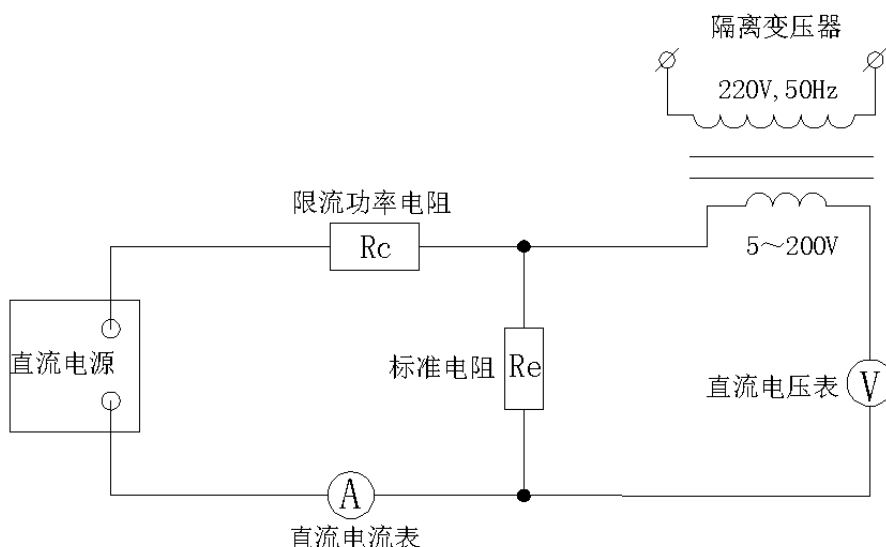 隔离变压器
220V,50Hz
限流功率电阻
Rc
5～200V
直流电源
标准电阻
Re
直流电压表
V
A
直流电流表